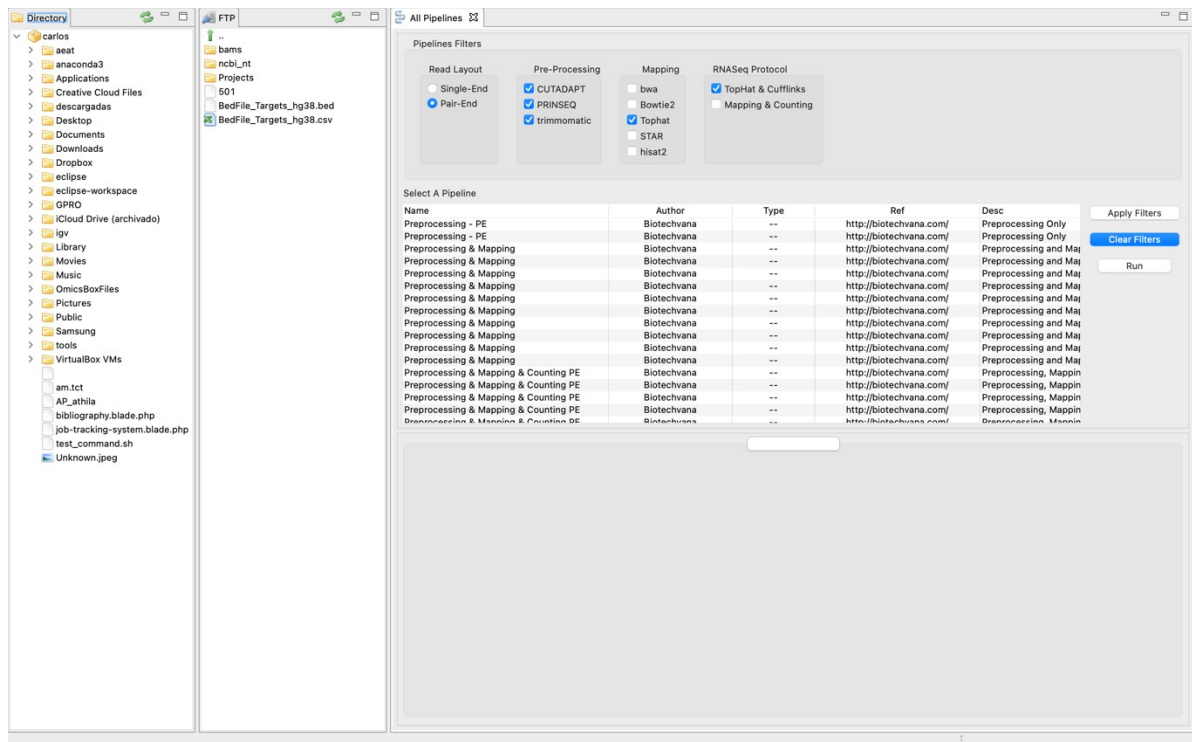 Directory
carlos
aeat
anaconda3
Applications
Creative Cloud Files
descargadas
Desktop
Documents
Downloads
Dropbox
eclipse
eclipse-workspace
GPRO
iCloud Drive (archivado)
igv
Library
Movies
Music
OmicsBoxFiles
Pictures
Public
Samsung
tools
VirtualBox VMs
am.tct
AP_athila
bibliography.blade.php
job-tracking-system.blade.php
test_command.sh
Unknown.jpeg
FTP
..
bams
ncbi_nt
Projects
501
BedFile_Targets_hg38.bed
BedFile_Targets_hg38.csv
All Pipelines
Pipelines Filters
Read Layout
Single-End
Pair-End
Pre-Processing
CUTADAPT
PRINSEQ
trimmomatic
Mapping
bwa
Bowtie2
Tophat
STAR
hisat2
RNASeq Protocol
TopHat & Cufflinks
Mapping & Counting
Select A Pipeline
Name Author Type Ref Desc
Preprocessing - PE Biotechvana -- http://biotechvana.com/ Preprocessing Only
Preprocessing - PE Biotechvana -- http://biotechvana.com/ Preprocessing Only
Preprocessing & Mapping Biotechvana -- http://biotechvana.com/ Preprocessing and Map
Preprocessing & Mapping Biotechvana -- http://biotechvana.com/ Preprocessing and Map
Preprocessing & Mapping Biotechvana -- http://biotechvana.com/ Preprocessing and Map
Preprocessing & Mapping Biotechvana -- http://biotechvana.com/ Preprocessing and Map
Preprocessing & Mapping Biotechvana -- http://biotechvana.com/ Preprocessing and Map
Preprocessing & Mapping Biotechvana -- http://biotechvana.com/ Preprocessing and Map
Preprocessing & Mapping Biotechvana -- http://biotechvana.com/ Preprocessing and Map
Preprocessing & Mapping Biotechvana -- http://biotechvana.com/ Preprocessing and Map
Preprocessing & Mapping Biotechvana -- http://biotechvana.com/ Preprocessing and Map
Preprocessing & Mapping Biotechvana -- http://biotechvana.com/ Preprocessing and Map
Preprocessing & Mapping & Counting PE Biotechvana -- http://biotechvana.com/ Preprocessing, Mappin
Preprocessing & Mapping & Counting PE Biotechvana -- http://biotechvana.com/ Preprocessing, Mappin
Preprocessing & Mapping & Counting PE Biotechvana -- http://biotechvana.com/ Preprocessing, Mappin
Preprocessing & Mapping & Counting PE Biotechvana -- http://biotechvana.com/ Preprocessing, Mappin
Preprocessing & Mapping & Counting PE Biotechvana -- http://biotechvana.com/ Preprocessing, Mappin
Apply Filters
Clear Filters
Run